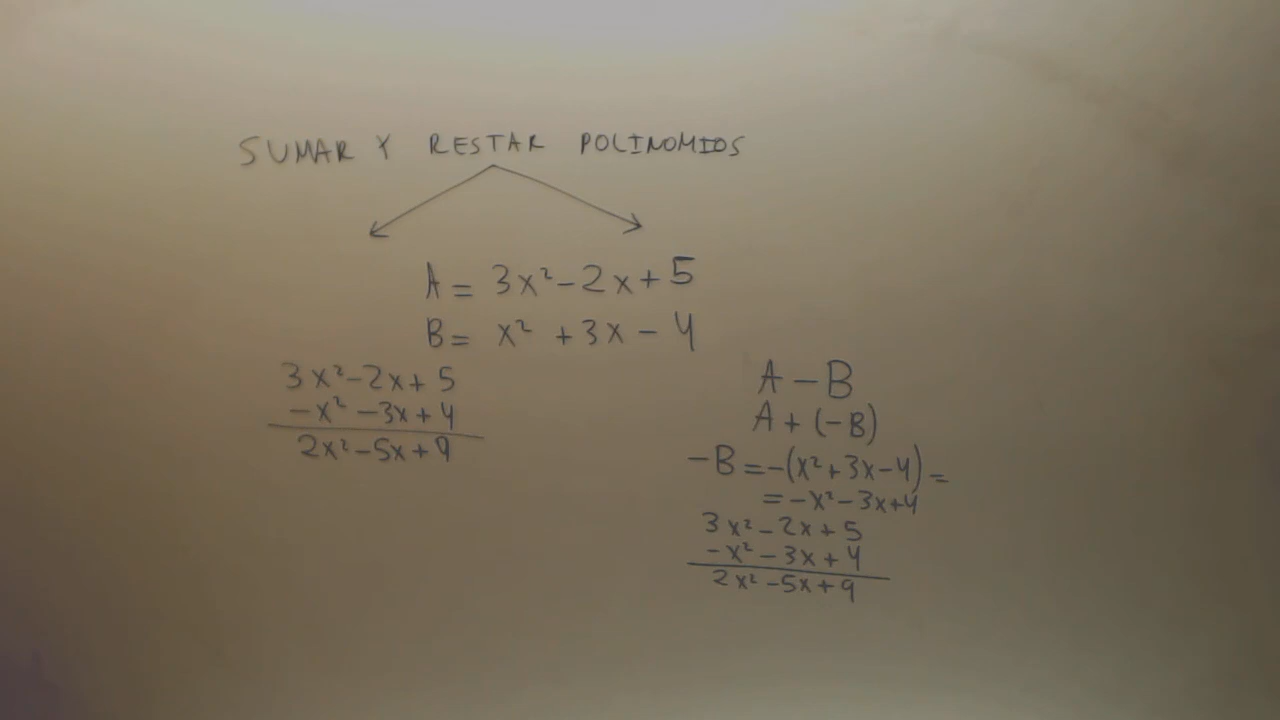 SUMAR Y RESTAR POLINOMIOS
A = 3x²-2x+5
B = x² +3x-4
3x²-2x+5
-x² -3x+4
2x²-5x+9
A-B
A+(-B)
-B=-(x²+3x-4)=
=-x²-3x+4
3x²-2x+5
-x²-3x+4
2x²-5x+9